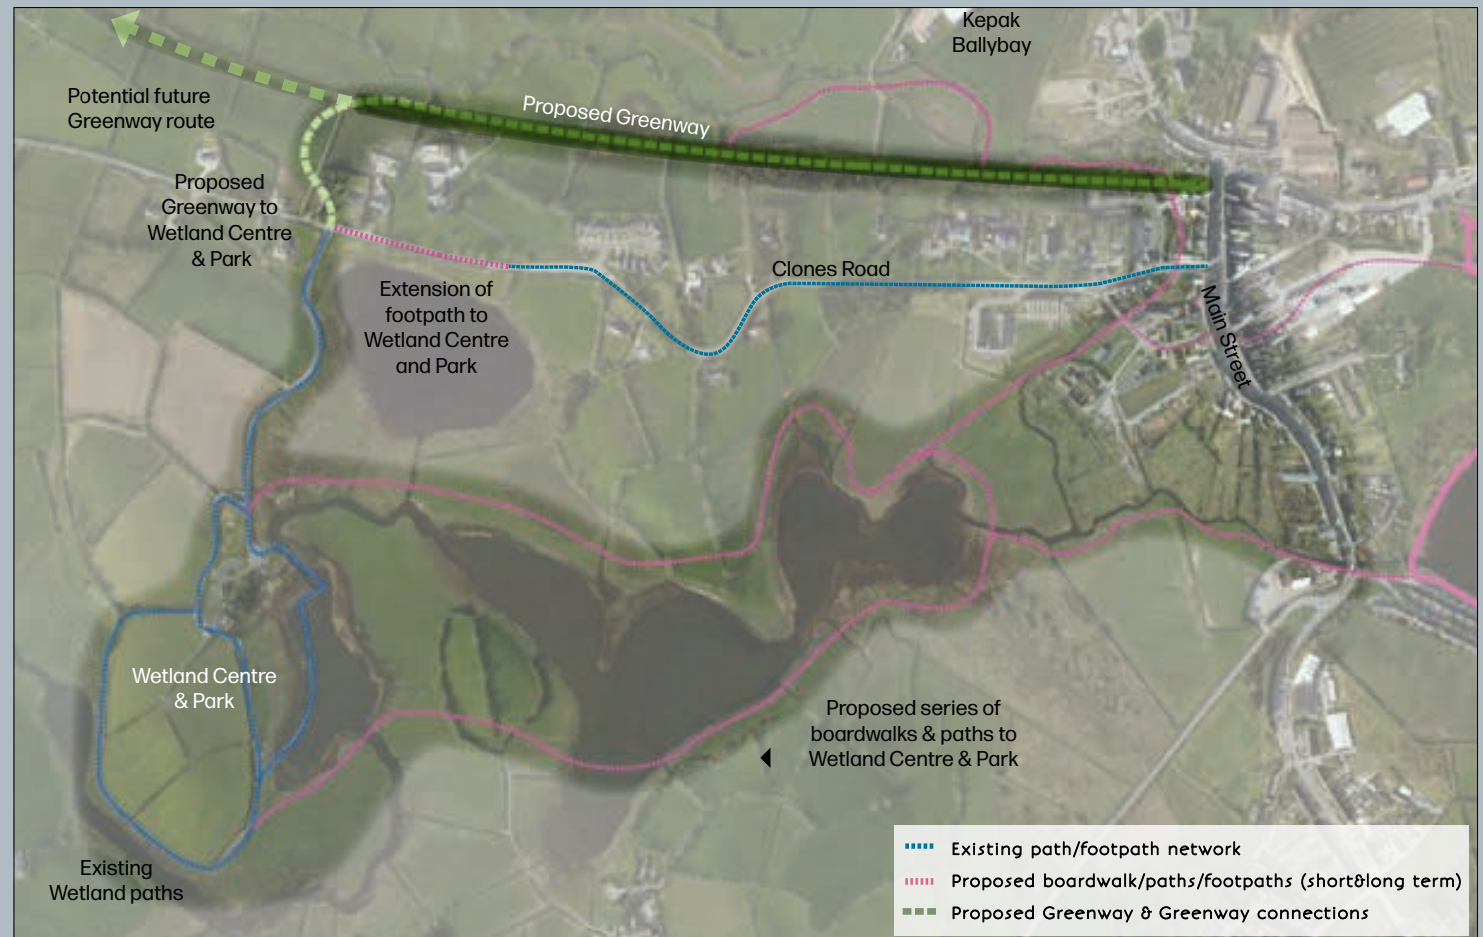 Kepak
Ballybay
Potential future
Greenway route
Proposed Greenway
Proposed
Greenway to
Wetland Centre
& Park
Clones Road
Extension of
footpath to
Wetland Centre
and Park
Main Street
Wetland Centre
& Park
Proposed series of
boardwalks & paths to
Wetland Centre & Park
Existing
Wetland paths
Existing path/footpath network
Proposed boardwalk/paths/footpaths (short&long term)
Proposed Greenway & Greenway connections